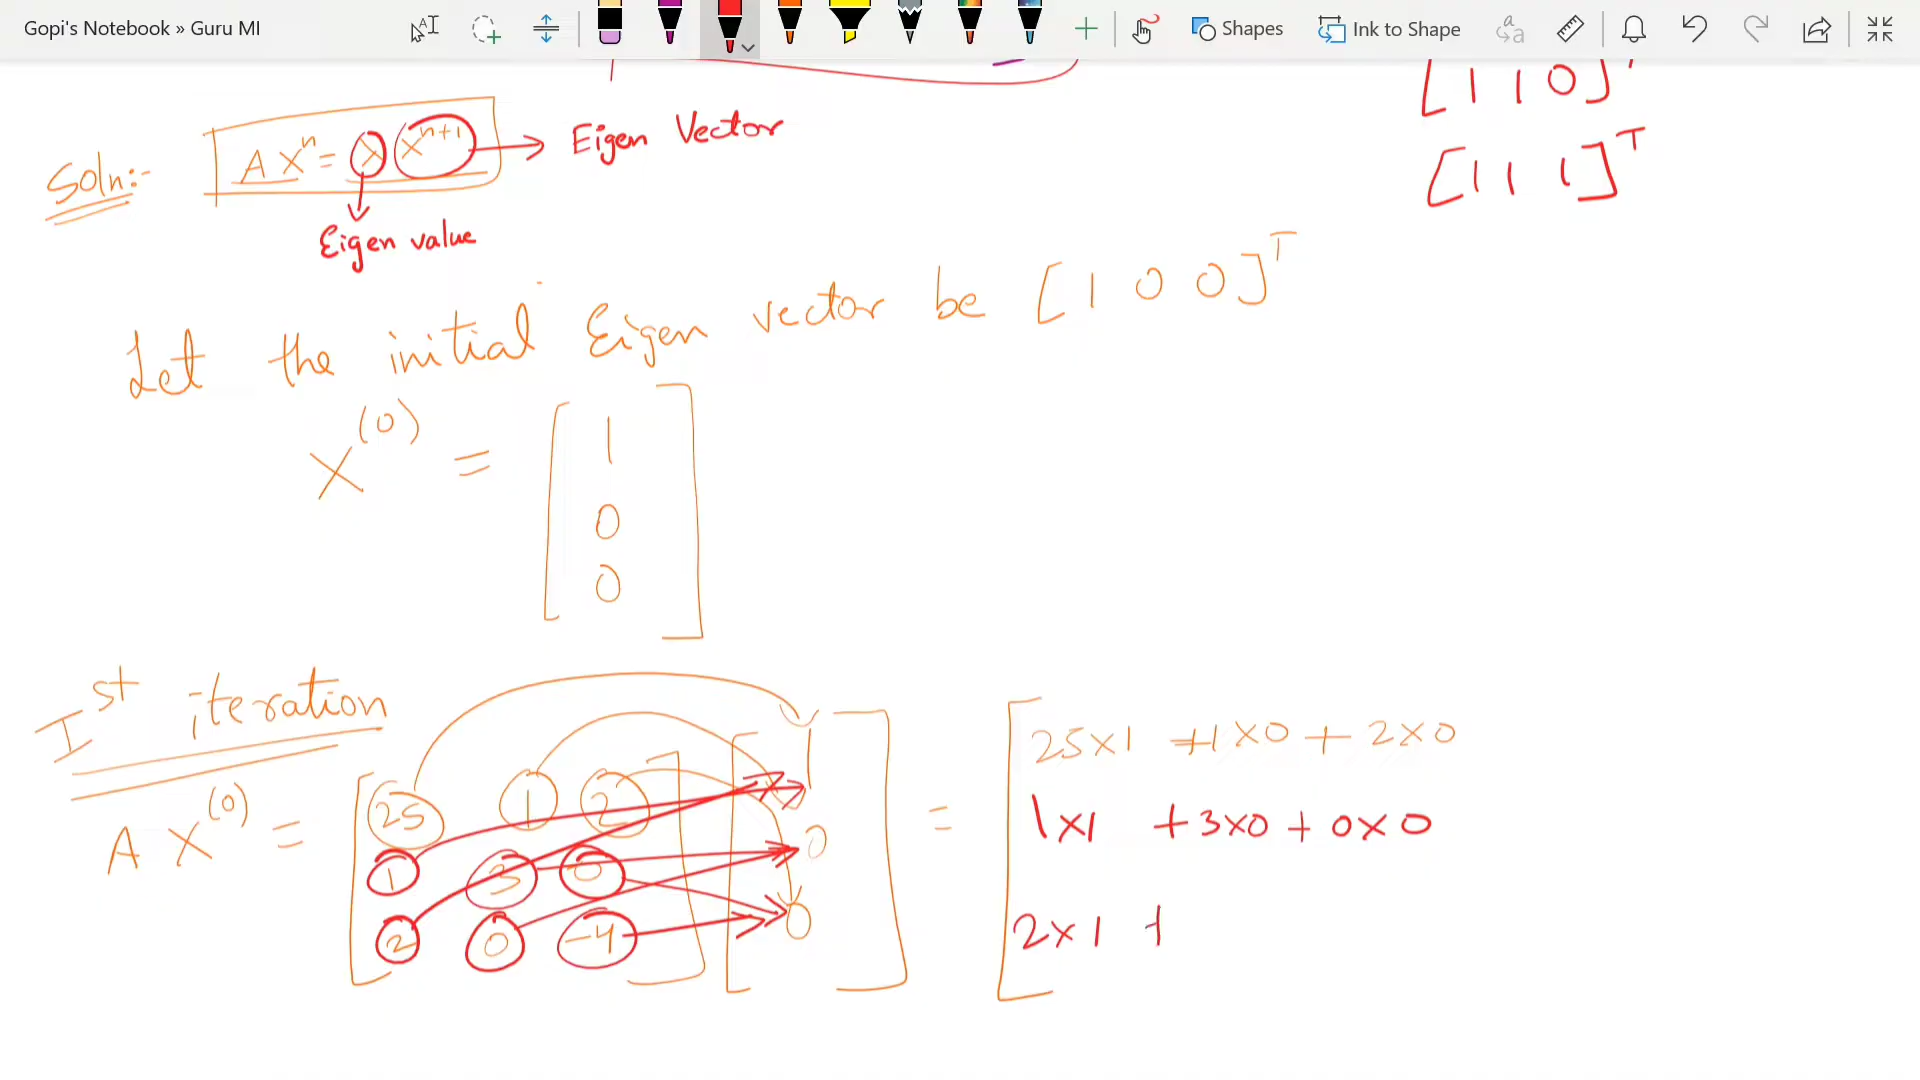 Gopi's Notebook » Guru MI
Shapes
Ink to Shape
[1 1 0]ᵀ
[1 1 1]ᵀ
Soln:-
A Xⁿ = λ Xⁿ⁺¹ → Eigen Vector
Eigen value
Let the initial Eigen vector be [1 0 0]ᵀ
X⁽⁰⁾ = [ 1
0
0 ]
Iˢᵗ iteration
A X⁽⁰⁾ = [ 25 1 2 ] [ 1 ] = [ 25×1 +1×0 + 2×0
1 3 0 0 1×1 +3×0 + 0×0
2 0 -4 0 2×1 +